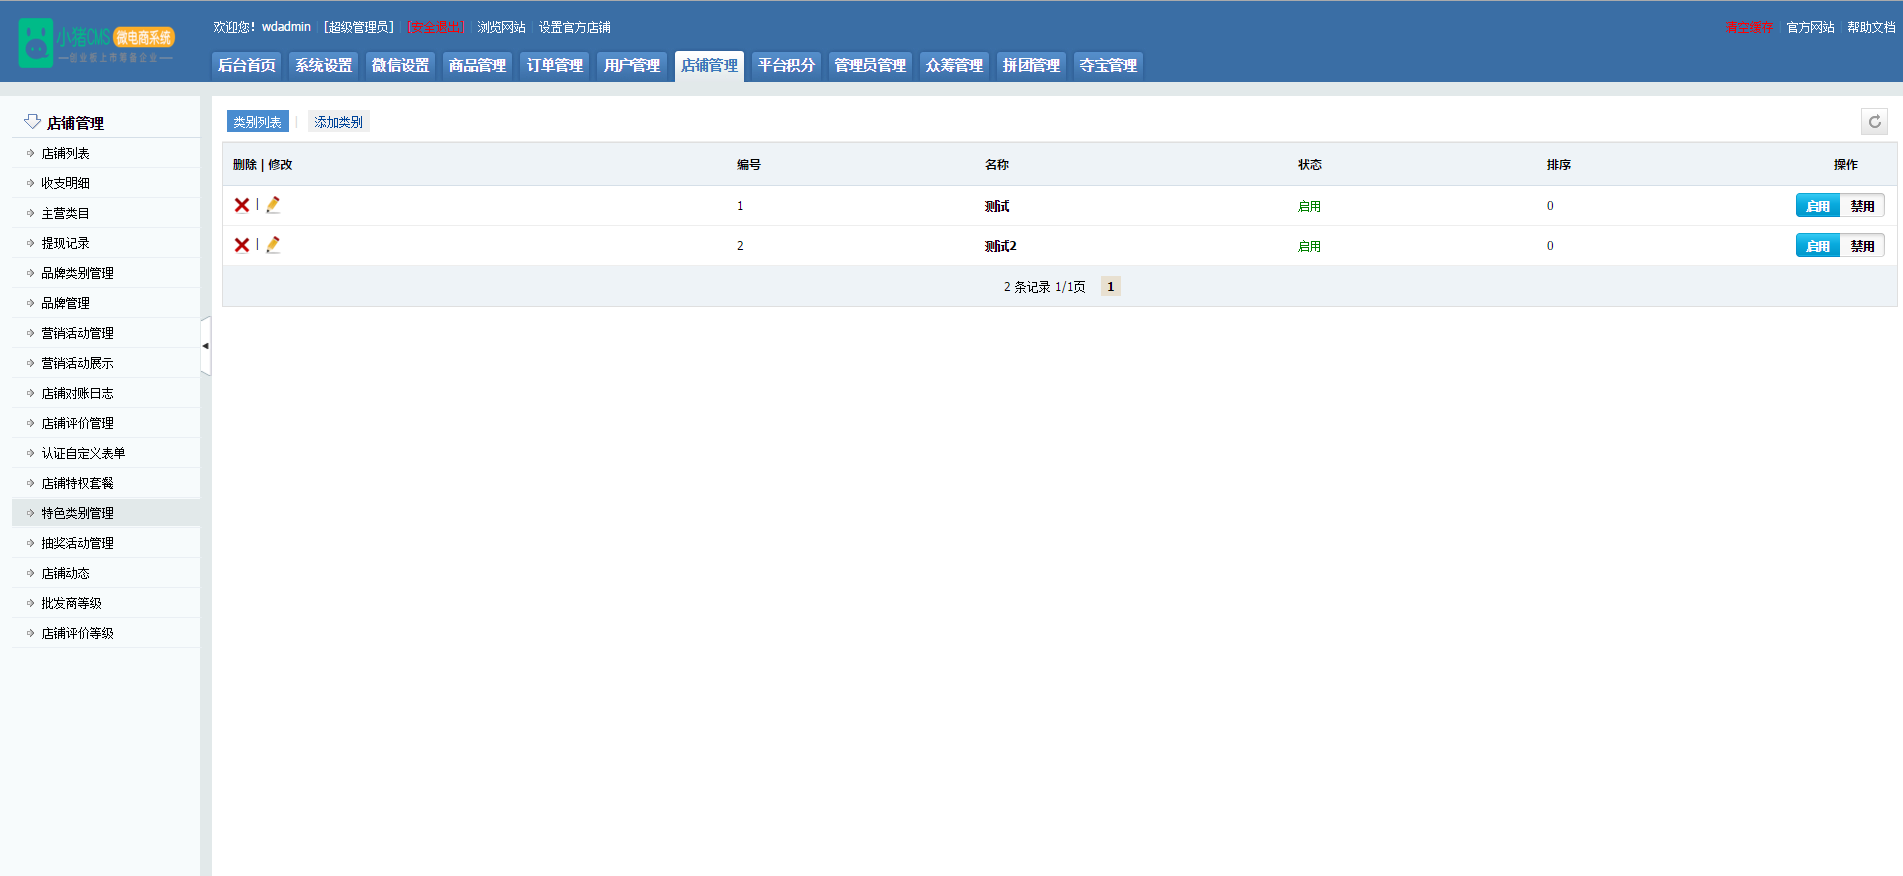 小猪CMS 微电商系统
欢迎您! wdadmin [超级管理员] [安全退出] 浏览网站 设置官方店铺
清空缓存 官方网站 帮助文档
后台首页 系统设置 微信设置 商品管理 订单管理 用户管理 店铺管理 平台积分 管理员管理 众筹管理 拼团管理 夺宝管理
店铺管理
店铺列表
收支明细
主营类目
提现记录
品牌类别管理
品牌管理
营销活动管理
营销活动展示
店铺对账日志
店铺评价管理
认证自定义表单
店铺特权套餐
特色类别管理
抽奖活动管理
店铺动态
批发商等级
店铺评价等级
类别列表 | 添加类别
删除 | 修改 编号 名称 状态 排序 操作
| 1 测试 启用 0 启用 禁用
| 2 测试2 启用 0 启用 禁用
2 条记录 1/1页 1